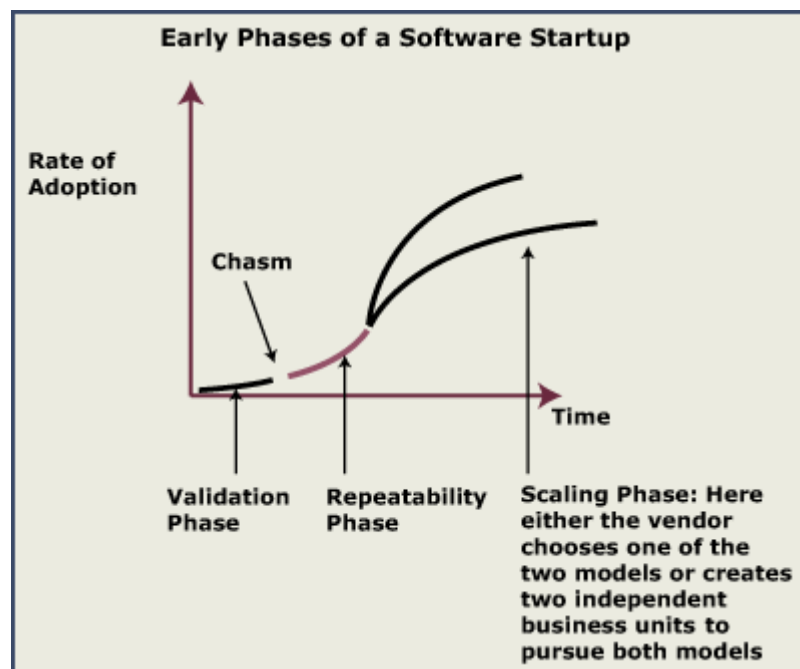 Early Phases of a Software Startup
Rate of
Adoption
Chasm
Time
Validation
Phase
Repeatability
Phase
Scaling Phase: Here
either the vendor
chooses one of the
two models or creates
two independent
business units to
pursue both models